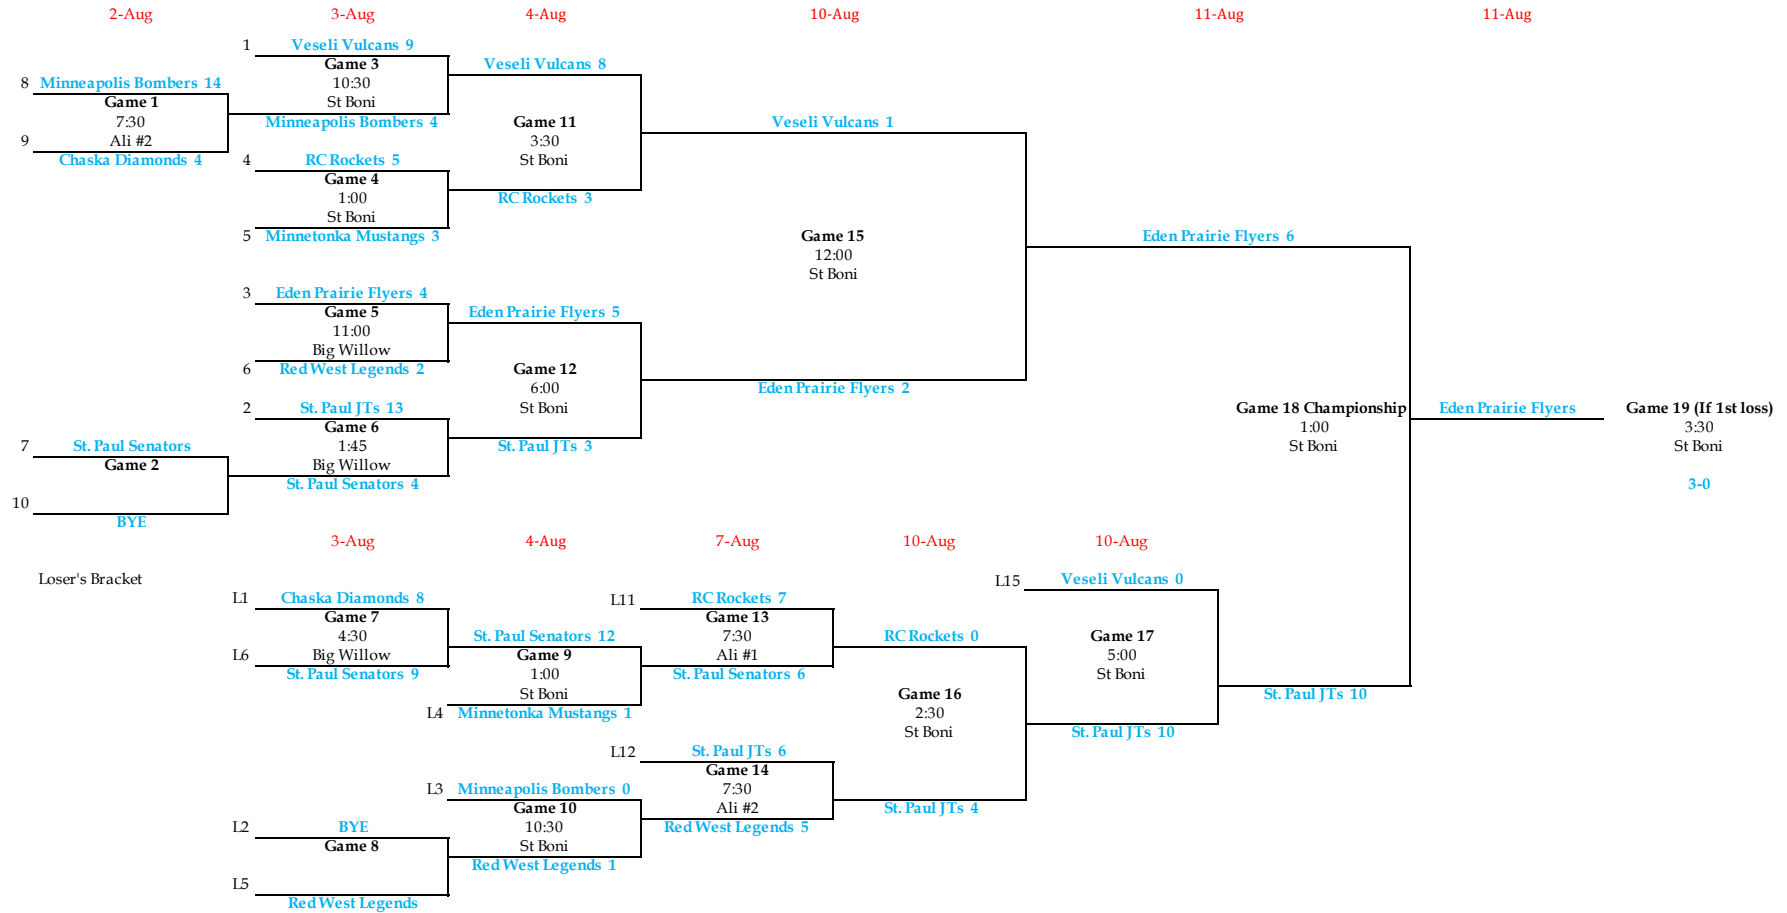 2-Aug 3-Aug 4-Aug 10-Aug 11-Aug 11-Aug
1 Veseli Vulcans 9
Game 3
10:30
St Boni
Minneapolis Bombers 4
8 Minneapolis Bombers 14
Game 1
7:30
9 Ali #2
Chaska Diamonds 4
4 RC Rockets 5
Game 4
1:00
St Boni
5 Minnetonka Mustangs 3
Veseli Vulcans 8
Game 11
3:30
St Boni
RC Rockets 3
3 Eden Prairie Flyers 4
Game 5
11:00
Big Willow
6 Red West Legends 2
2 St. Paul JTs 13
Game 6
1:45
Big Willow
St. Paul Senators 4
7 St. Paul Senators
Game 2
10
BYE
Eden Prairie Flyers 5
Game 12
6:00
St Boni
St. Paul JTs 3
Veseli Vulcans 1
Game 15
12:00
St Boni
Eden Prairie Flyers 2
Eden Prairie Flyers 6
Game 18 Championship
1:00
St Boni
Eden Prairie Flyers
Game 19 (If 1st loss)
3:30
St Boni
3-0
3-Aug 4-Aug 7-Aug 10-Aug 10-Aug
Loser's Bracket
L1 Chaska Diamonds 8
Game 7
4:30
L6 Big Willow
St. Paul Senators 9
St. Paul Senators 12
Game 9
1:00
St Boni
L4 Minnetonka Mustangs 1
L11 RC Rockets 7
Game 13
7:30
Ali #1
St. Paul Senators 6
L3 Minneapolis Bombers 0
Game 10
10:30
St Boni
Red West Legends 1
L2 BYE
Game 8
L5
Red West Legends
L12 St. Paul JTs 6
Game 14
7:30
Ali #2
Red West Legends 5
RC Rockets 0
Game 16
2:30
St Boni
St. Paul JTs 4
L15 Veseli Vulcans 0
Game 17
5:00
St Boni
St. Paul JTs 10
St. Paul JTs 10